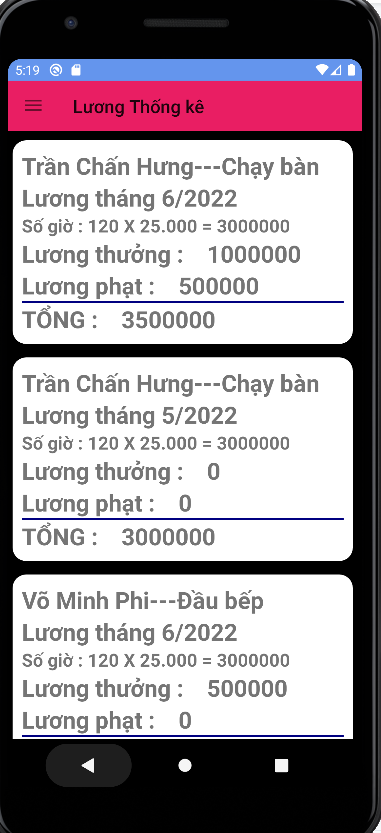 5:19
Lương Thống kê
Trần Chấn Hưng---Chạy bàn
Lương tháng 6/2022
Số giờ : 120 X 25.000 = 3000000
Lương thưởng : 1000000
Lương phạt : 500000
TỔNG : 3500000
Trần Chấn Hưng---Chạy bàn
Lương tháng 5/2022
Số giờ : 120 X 25.000 = 3000000
Lương thưởng : 0
Lương phạt : 0
TỔNG : 3000000
Võ Minh Phi---Đầu bếp
Lương tháng 6/2022
Số giờ : 120 X 25.000 = 3000000
Lương thưởng : 500000
Lương phạt : 0